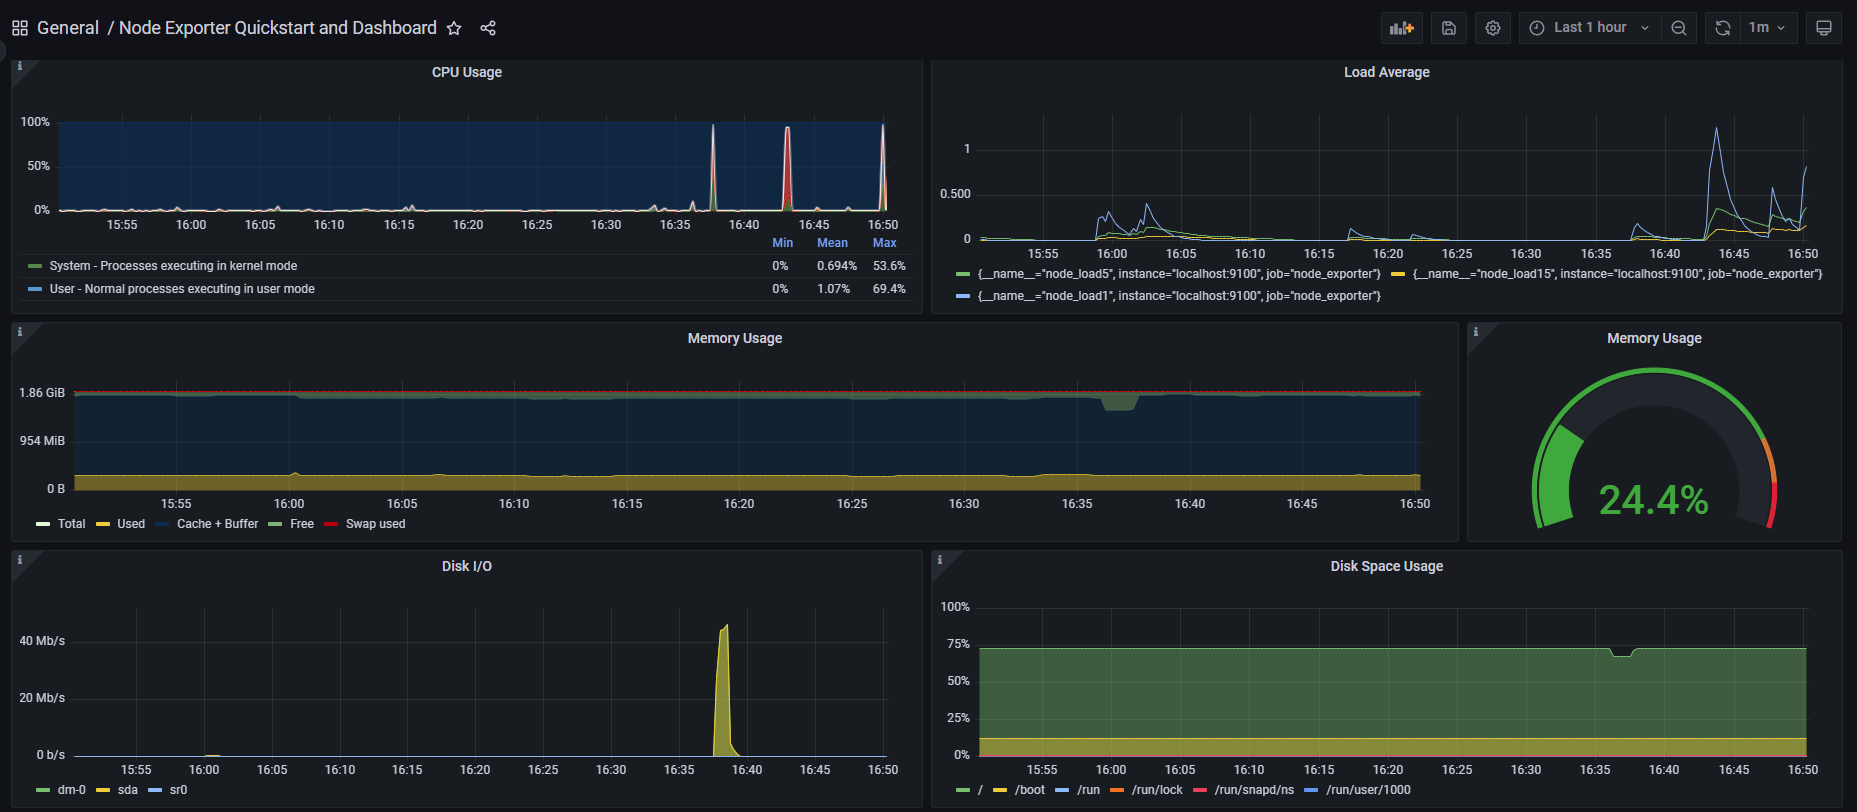 General / Node Exporter Quickstart and Dashboard
Last 1 hour
1m
CPU Usage
100%
50%
0%
15:55 16:00 16:05 16:10 16:15 16:20 16:25 16:30 16:35 16:40 16:45 16:50
Min Mean Max
System - Processes executing in kernel mode 0% 0.694% 53.6%
User - Normal processes executing in user mode 0% 1.07% 69.4%
Load Average
1
0.500
0
15:55 16:00 16:05 16:10 16:15 16:20 16:25 16:30 16:35 16:40 16:45 16:50
{__name__="node_load5", instance="localhost:9100", job="node_exporter"} {__name__="node_load15", instance="localhost:9100", job="node_exporter"}
{__name__="node_load1", instance="localhost:9100", job="node_exporter"}
Memory Usage
1.86 GiB
954 MiB
0 B
15:55 16:00 16:05 16:10 16:15 16:20 16:25 16:30 16:35 16:40 16:45 16:50
Total Used Cache + Buffer Free Swap used
Memory Usage
24.4%
Disk I/O
40 Mb/s
20 Mb/s
0 b/s
15:55 16:00 16:05 16:10 16:15 16:20 16:25 16:30 16:35 16:40 16:45 16:50
dm-0 sda sr0
Disk Space Usage
100%
75%
50%
25%
0%
15:55 16:00 16:05 16:10 16:15 16:20 16:25 16:30 16:35 16:40 16:45 16:50
/ /boot /run /run/lock /run/snapd/ns /run/user/1000